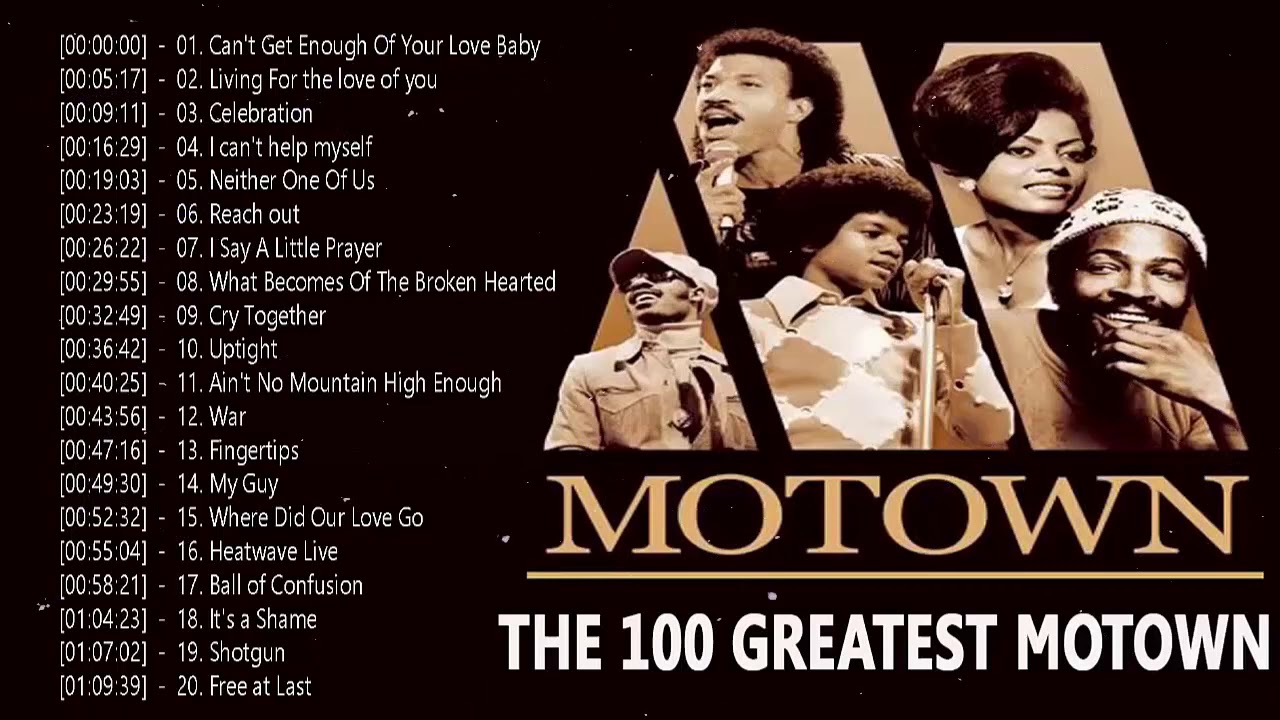 [00:00:00] - 01. Can't Get Enough Of Your Love Baby
[00:05:17] - 02. Living For the love of you
[00:09:11] - 03. Celebration
[00:16:29] - 04. I can't help myself
[00:19:03] - 05. Neither One Of Us
[00:23:19] - 06. Reach out
[00:26:22] - 07. I Say A Little Prayer
[00:29:55] - 08. What Becomes Of The Broken Hearted
[00:32:49] - 09. Cry Together
[00:36:42] - 10. Uptight
[00:40:25] - 11. Ain't No Mountain High Enough
[00:43:56] - 12. War
[00:47:16] - 13. Fingertips
[00:49:30] - 14. My Guy
[00:52:32] - 15. Where Did Our Love Go
[00:55:04] - 16. Heatwave Live
[00:58:21] - 17. Ball of Confusion
[01:04:23] - 18. It's a Shame
[01:07:02] - 19. Shotgun
[01:09:39] - 20. Free at Last
MOTOWN
THE 100 GREATEST MOTOWN